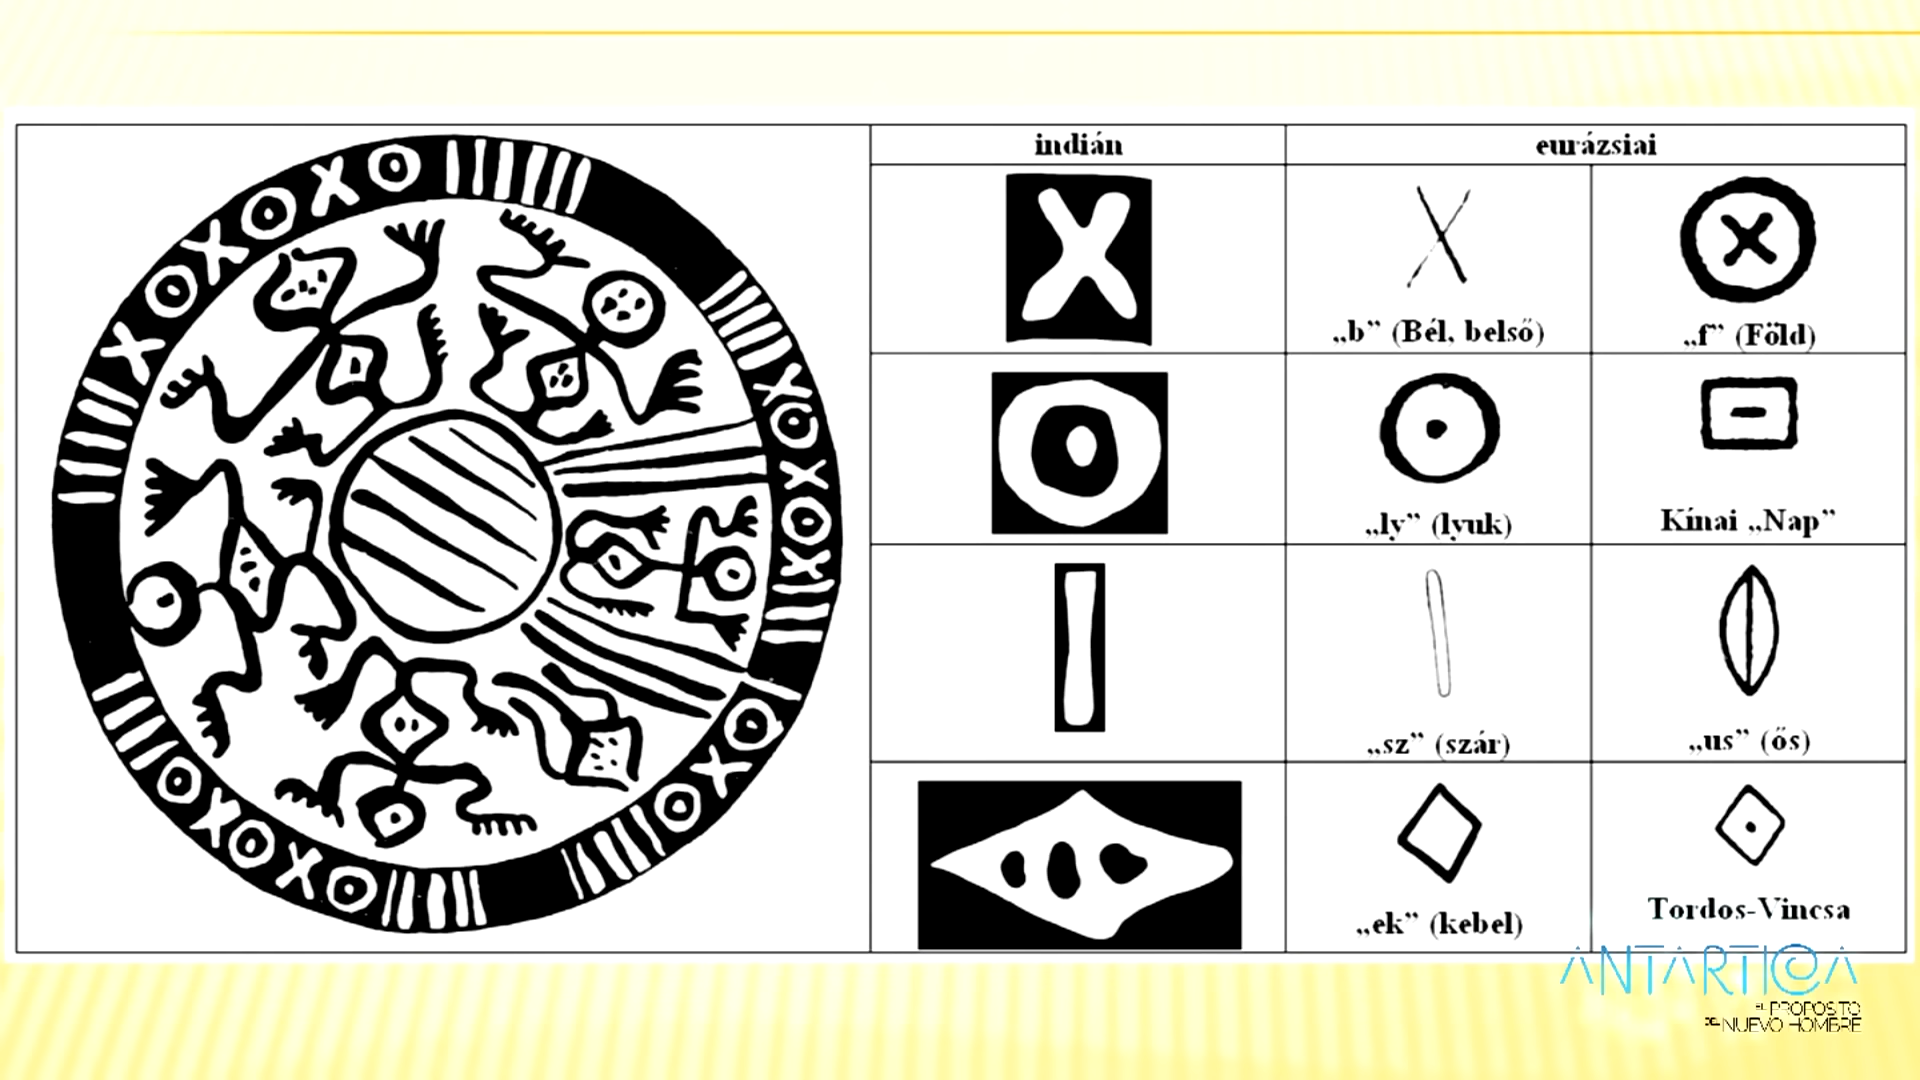 indián
eurázsiai
„b” (Bél, belső)
„f” (Föld)
„ly” (lyuk)
Kínai „Nap”
„sz” (szár)
„us” (ős)
„ek” (kebel)
Tordos-Vincsa
ANTARTICA
EL PROPOSITO
DEL NUEVO HOMBRE